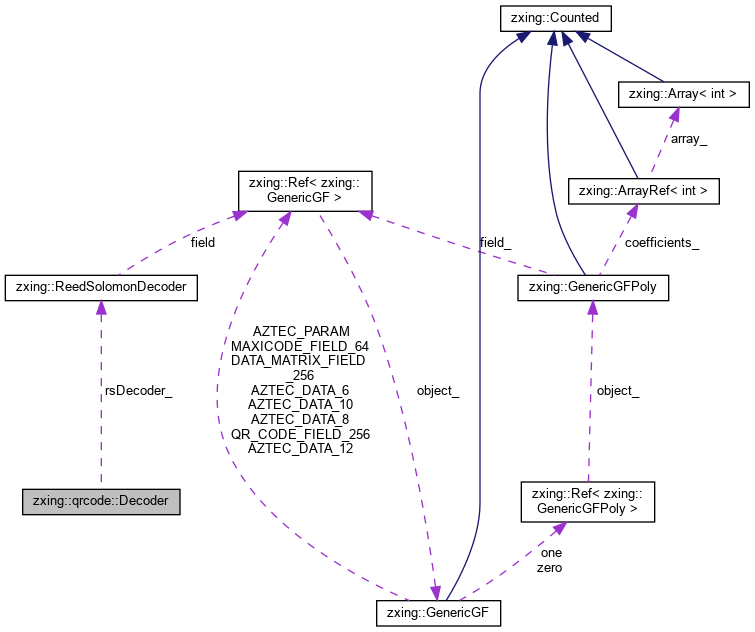 zxing::Counted
zxing::Array< int >
array_
zxing::Ref< zxing::
GenericGF >
zxing::ArrayRef< int >
field
field_
coefficients_
zxing::ReedSolomonDecoder
zxing::GenericGFPoly
AZTEC_PARAM
MAXICODE_FIELD_64
DATA_MATRIX_FIELD
_256
AZTEC_DATA_6
AZTEC_DATA_10
AZTEC_DATA_8
QR_CODE_FIELD_256
AZTEC_DATA_12
rsDecoder_
object_
object_
zxing::qrcode::Decoder
zxing::Ref< zxing::
GenericGFPoly >
one
zero
zxing::GenericGF